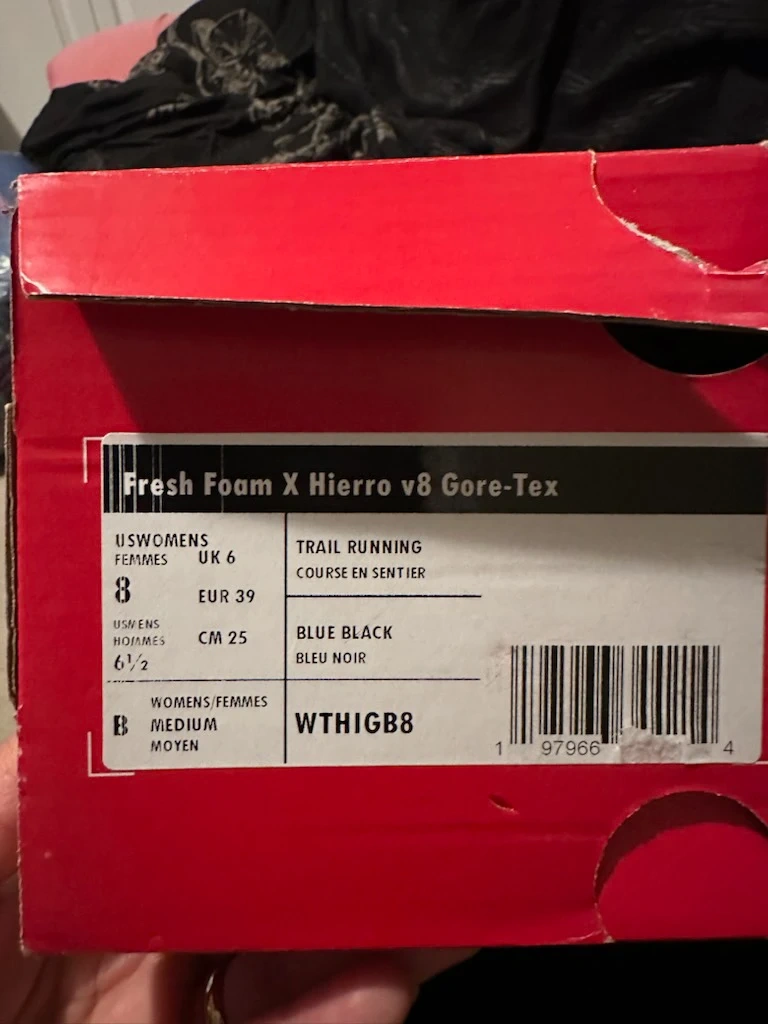 Fresh Foam X Hierro v8 Gore-Tex
USWOMENS
FEMMES
UK 6
8
EUR 39
USMENS
HOMMES
CM 25
6½
TRAIL RUNNING
COURSE EN SENTIER
BLUE BLACK
BLEU NOIR
B
WOMENS/FEMMES
MEDIUM
MOYEN
WTHIGB8
1 97966 4